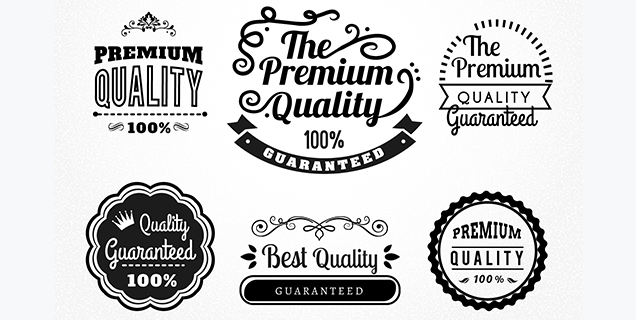 PREMIUM
QUALITY
100%
The
Premium
Quality
100%
GUARANTEED
The
Premium
QUALITY
Guaranteed
Quality
Guaranteed
100%
Best Quality
GUARANTEED
PREMIUM
QUALITY
100%